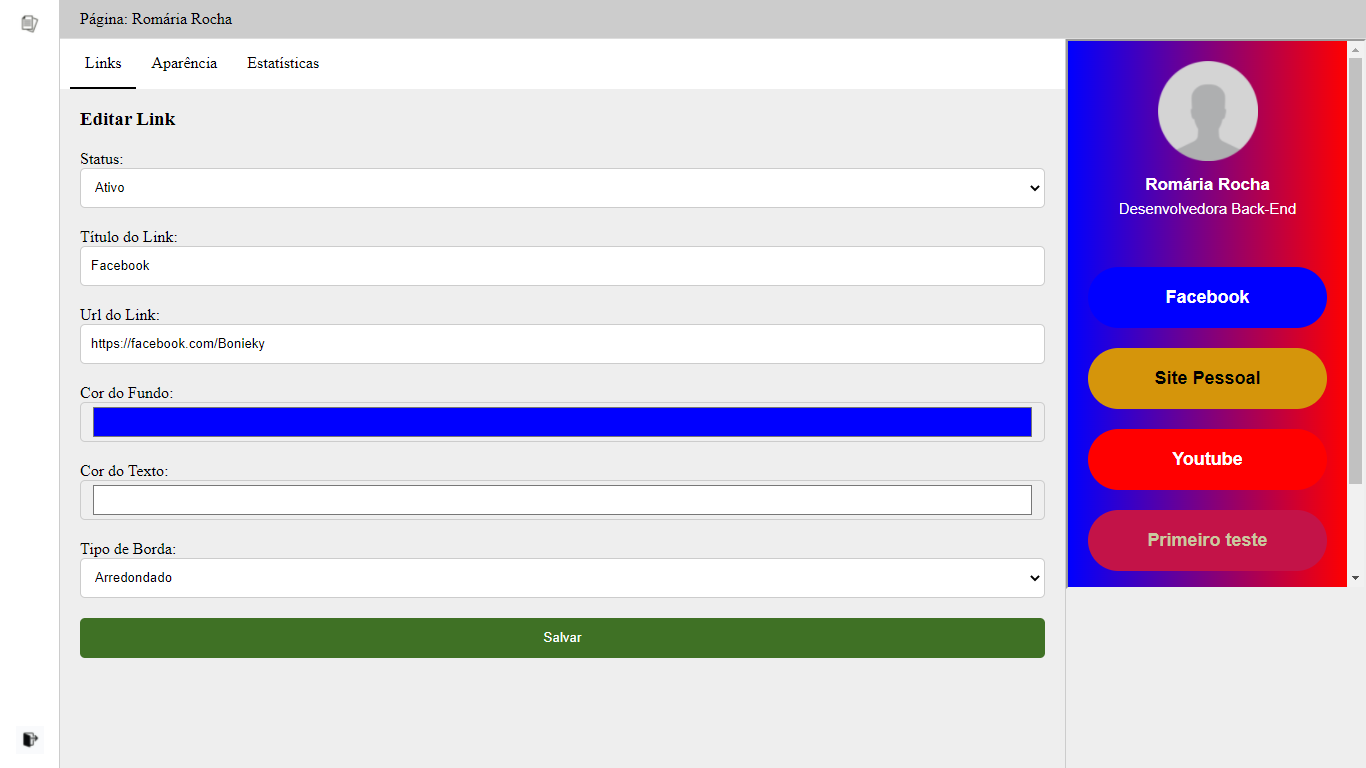 Página: Romária Rocha
Links Aparência Estatísticas
Editar Link
Status:
Ativo
Título do Link:
Facebook
Url do Link:
https://facebook.com/Bonieky
Cor do Fundo:
Cor do Texto:
Tipo de Borda:
Arredondado
Salvar
Romária Rocha
Desenvolvedora Back-End
Facebook
Site Pessoal
Youtube
Primeiro teste